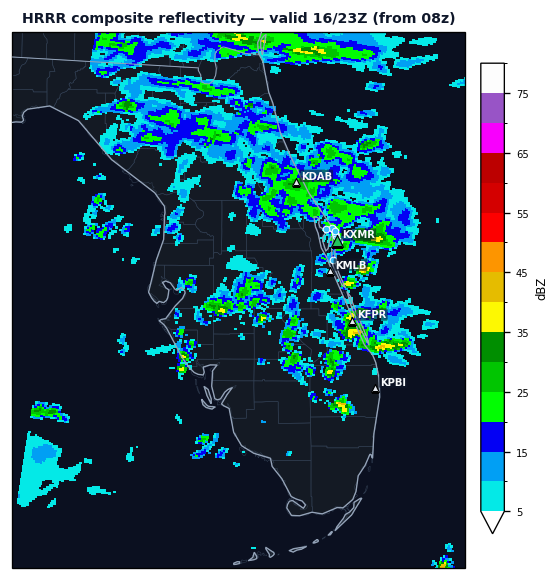 HRRR composite reflectivity — valid 16/23Z (from 08z)
75
65
55
45
35
25
15
5
dBZ
KDAB
KXMR
KMLB
KFPR
KPBI